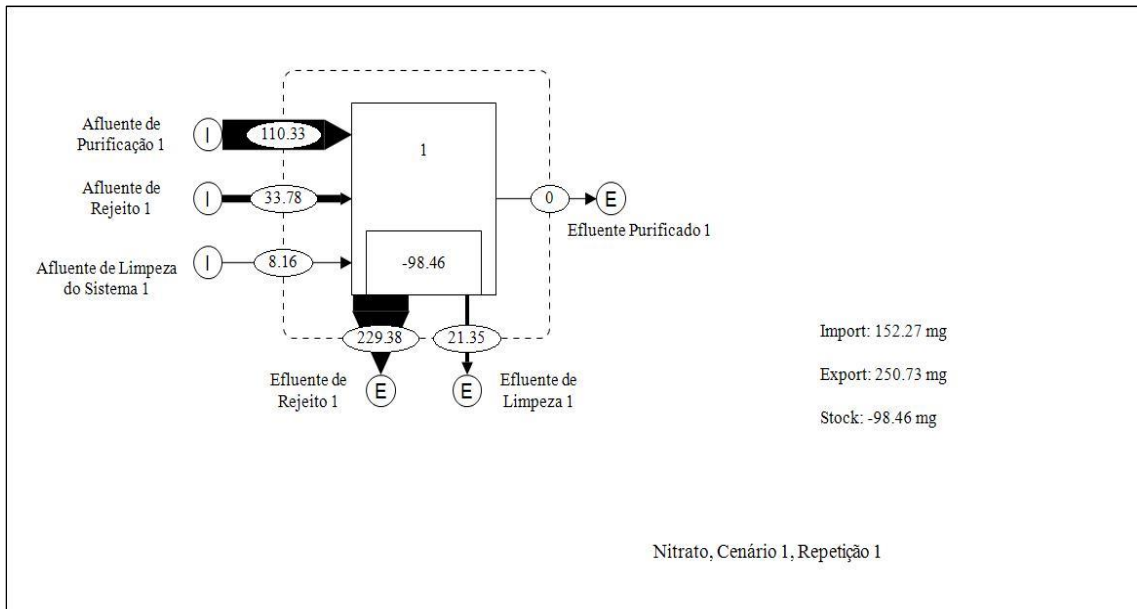 Afluente de
Purificação 1
I
110.33
1
Afluente de
Rejeito 1
I
33.78
0
E
Efluente Purificado 1
Afluente de Limpeza
do Sistema 1
I
8.16
-98.46
229.38
21.35
Efluente de
Rejeito 1
E
E
Efluente de
Limpeza 1
Import: 152.27 mg
Export: 250.73 mg
Stock: -98.46 mg
Nitrato, Cenário 1, Repetição 1